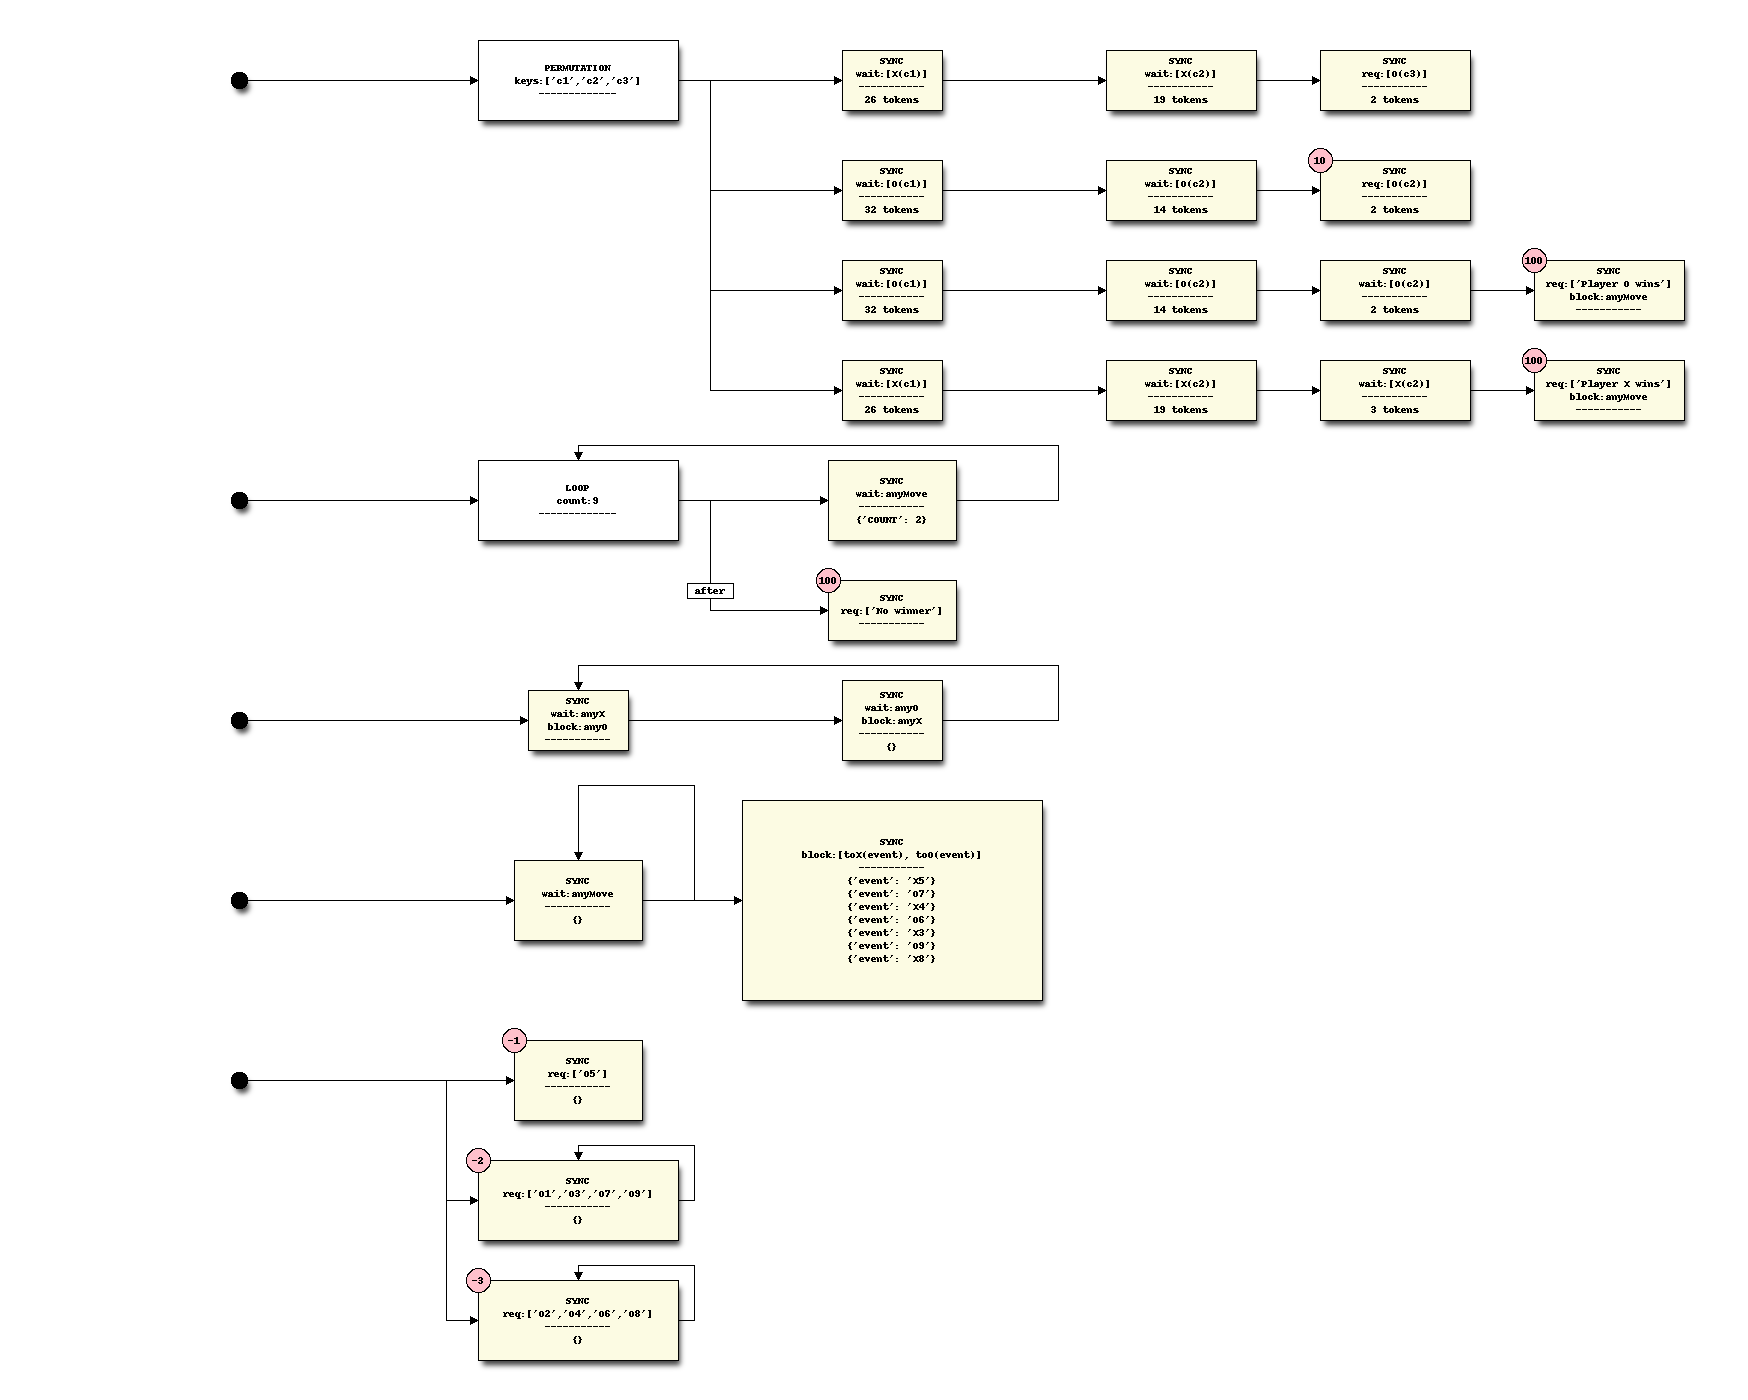 PERMUTATION
keys:['c1','c2','c3']
-------------
SYNC
wait:[X(c1)]
-----------
26 tokens
SYNC
wait:[X(c2)]
-----------
19 tokens
SYNC
req:[O(c3)]
-----------
2 tokens
SYNC
wait:[O(c1)]
-----------
32 tokens
SYNC
wait:[O(c2)]
-----------
14 tokens
10
SYNC
req:[O(c2)]
-----------
2 tokens
SYNC
wait:[O(c1)]
-----------
32 tokens
SYNC
wait:[O(c2)]
-----------
14 tokens
SYNC
wait:[O(c2)]
-----------
2 tokens
100
SYNC
req:['Player O wins']
block:anyMove
-----------
SYNC
wait:[X(c1)]
-----------
26 tokens
SYNC
wait:[X(c2)]
-----------
19 tokens
SYNC
wait:[X(c2)]
-----------
3 tokens
100
SYNC
req:['Player X wins']
block:anyMove
-----------
LOOP
count:9
-------------
SYNC
wait:anyMove
-----------
{'COUNT': 2}
after
100
SYNC
req:['No winner']
-----------
SYNC
wait:anyX
block:anyO
-----------
SYNC
wait:anyO
block:anyX
-----------
{}
SYNC
wait:anyMove
-----------
{}
SYNC
block:[toX(event), toO(event)]
-----------
{'event': 'X5'}
{'event': 'O7'}
{'event': 'X4'}
{'event': 'O6'}
{'event': 'X3'}
{'event': 'O9'}
{'event': 'X8'}
-1
SYNC
req:['O5']
-----------
{}
-2
SYNC
req:['O1','O3','O7','O9']
-----------
{}
-3
SYNC
req:['O2','O4','O6','O8']
-----------
{}